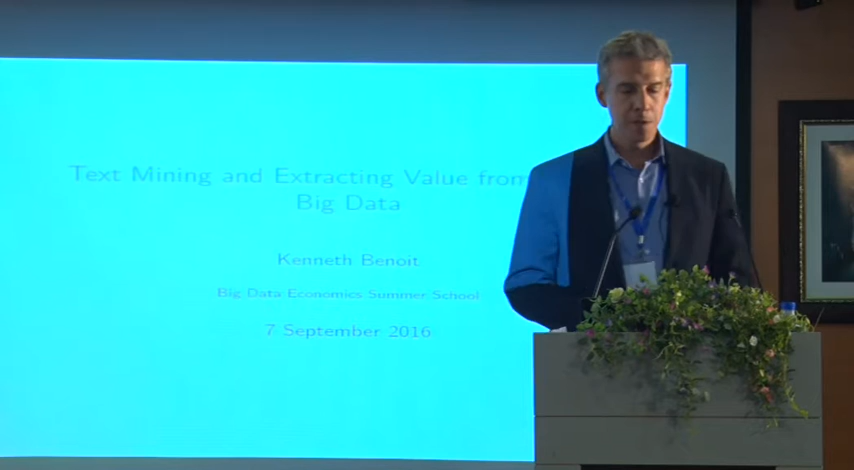 Text Mining and Extracting Value from
Big Data
Kenneth Benoit
Big Data Economics Summer School
7 September 2016